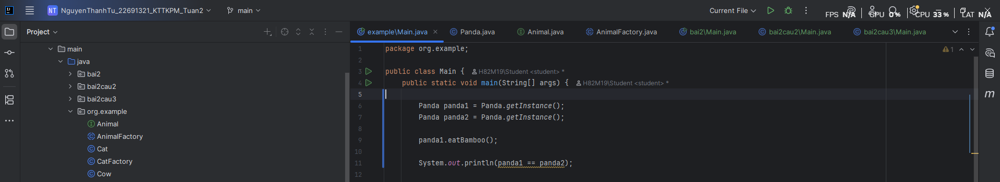 NT NguyenThanhTu_22691321_KTTKPM_Tuan2 main Current File
FPS N/A GPU 0% CPU 33% LAT N/A
Project
example\Main.java Panda.java Animal.java AnimalFactory.java bai2\Main.java bai2cau2\Main.java bai2cau3\Main.java
main
java
bai2
bai2cau2
bai2cau3
org.example
Animal
AnimalFactory
Cat
CatFactory
Cow
1 package org.example;
2
3 public class Main { H82M19\Student <student> *
4 public static void main(String[] args) { H82M19\Student <student> *
5
6 Panda panda1 = Panda.getInstance();
7 Panda panda2 = Panda.getInstance();
8
9 panda1.eatBamboo();
10
11 System.out.println(panda1 == panda2);
12
1
m